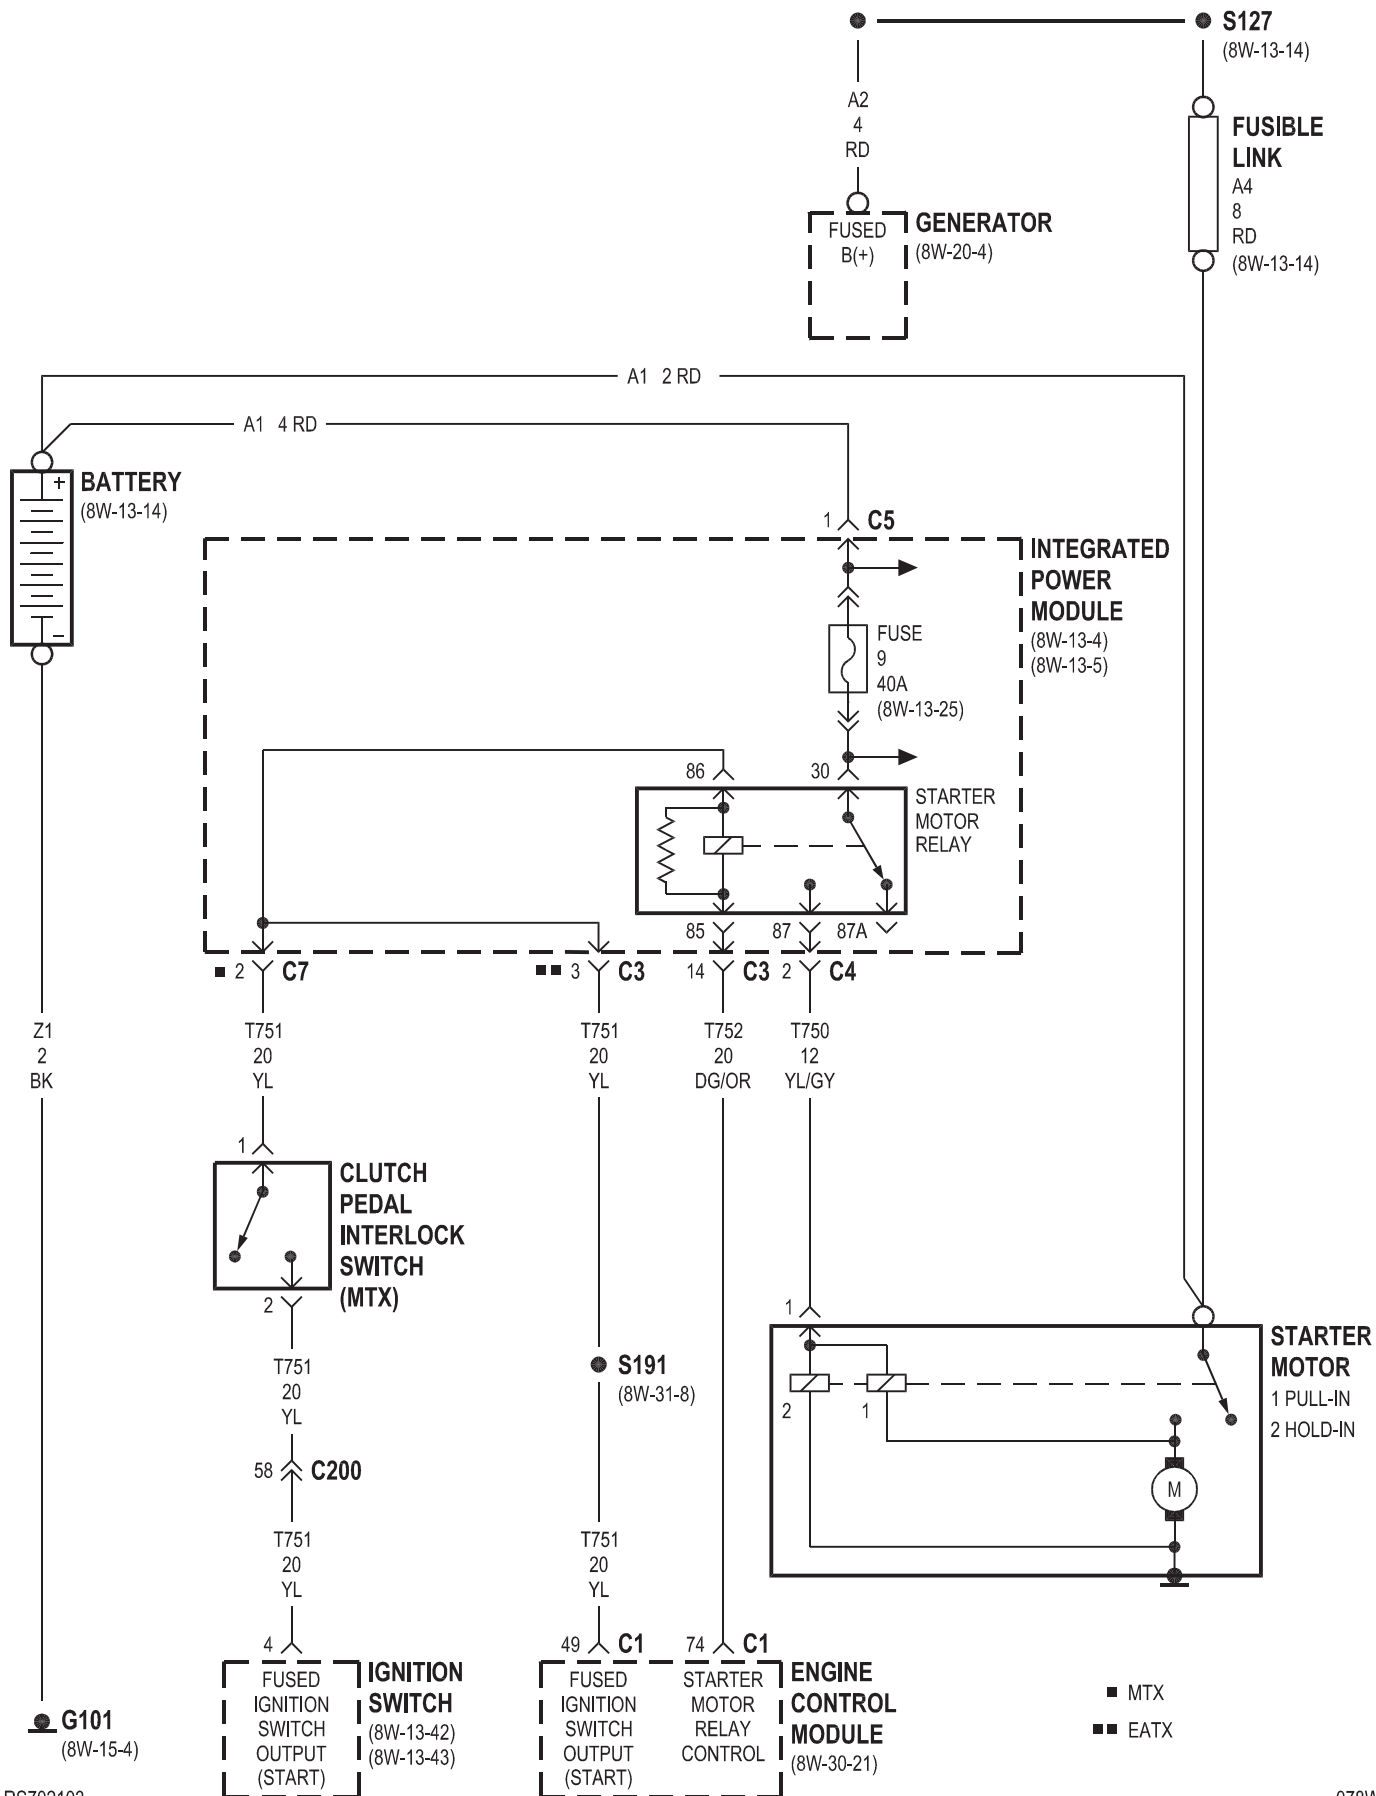 S127
(8W-13-14)
A2
4
RD
FUSIBLE
LINK
A4
8
RD
(8W-13-14)
FUSED
B(+)
GENERATOR
(8W-20-4)
A1 2 RD
A1 4 RD
+
BATTERY
(8W-13-14)
−
1 C5
INTEGRATED
POWER
MODULE
(8W-13-4)
(8W-13-5)
FUSE
9
40A
(8W-13-25)
86 30
STARTER
MOTOR
RELAY
85 87 87A
2 C7 3 C3 14 C3 2 C4
Z1
2
BK
T751
20
YL
T751
20
YL
T752
20
DG/OR
T750
12
YL/GY
1
CLUTCH
PEDAL
INTERLOCK
SWITCH
(MTX)
2
T751
20
YL
58 C200
T751
20
YL
S191
(8W-31-8)
T751
20
YL
1
2 1
M
STARTER
MOTOR
1 PULL-IN
2 HOLD-IN
4 49 C1 74 C1
G101
(8W-15-4)
FUSED
IGNITION
SWITCH
OUTPUT
(START)
IGNITION
SWITCH
(8W-13-42)
(8W-13-43)
FUSED
IGNITION
SWITCH
OUTPUT
(START)
STARTER
MOTOR
RELAY
CONTROL
ENGINE
CONTROL
MODULE
(8W-30-21)
■ MTX
■■ EATX